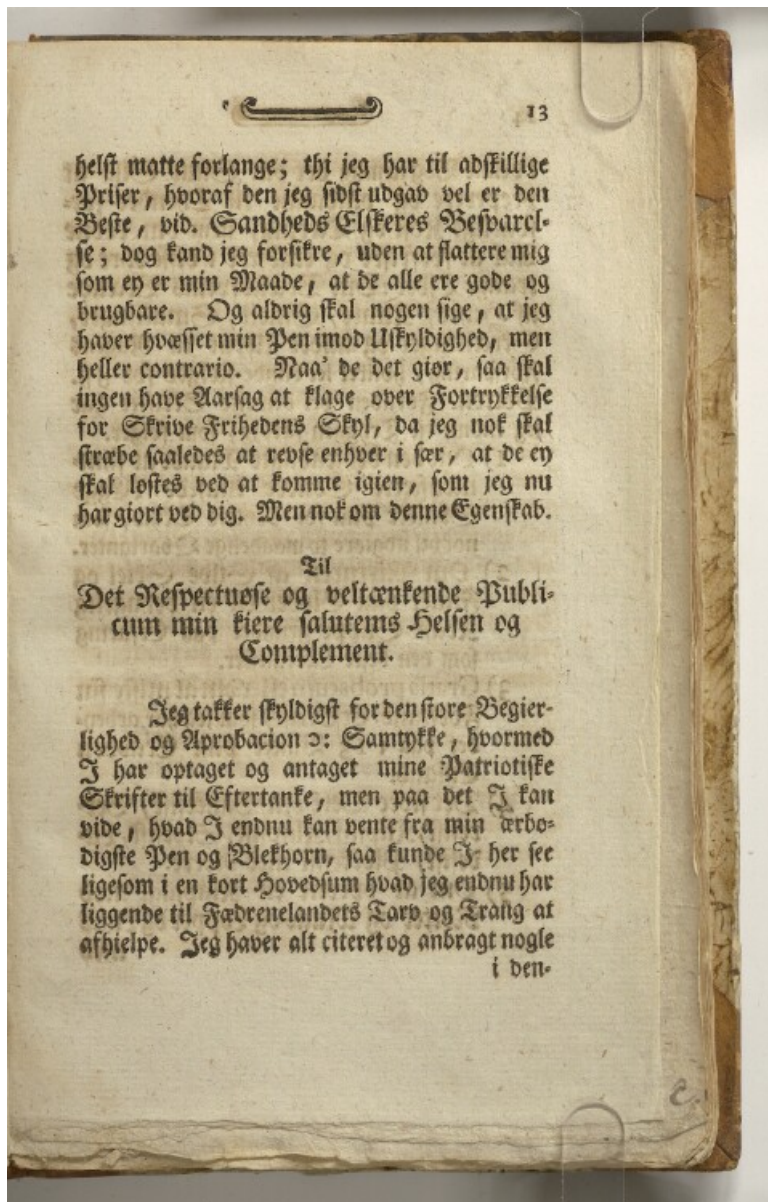 13
helst matte forlange; thi jeg har til adskillige
Priser, hvoraf den jeg sidst udgav vel er den
Beste, vid. Sandheds Elskeres Besvarel-
se; dog kand jeg forsikre, uden at flattere mig
som ey er min Maade, at de alle ere gode og
brugbare. Og aldrig skal nogen sige, at jeg
haver hvæsset min Pen imod Uskyldighed, men
heller contrario. Naa' de det giør, saa skal
ingen have Aarsag at klage over Fortrykkelse
for Skrive Frihedens Skyl, da jeg nok skal
stræbe saaledes at revse enhver i sær, at de ey
skal løstes ved at komme igien, som jeg nu
har giort ved dig. Men nok om denne Egenskab.
Til
Det Respectuøse og veltænkende Publi-
cum min kiere salutems Helsen og
Complement.
Jeg takker skyldigst for den store Begier-
lighed og Aprobacion ɔ: Samtykke, hvormed
I har optaget og antaget mine Patriotiske
Skrifter til Eftertanke, men paa det I kan
vide, hvad I endnu kan vente fra min ærbø-
digste Pen og Blekhorn, saa kunde I her see
ligesom i en kort Hovedsum hvad jeg endnu har
liggende til Fædrenelandets Tarv og Trang at
afhielpe. Jeg haver alt citeret og anbragt nogle
i den-